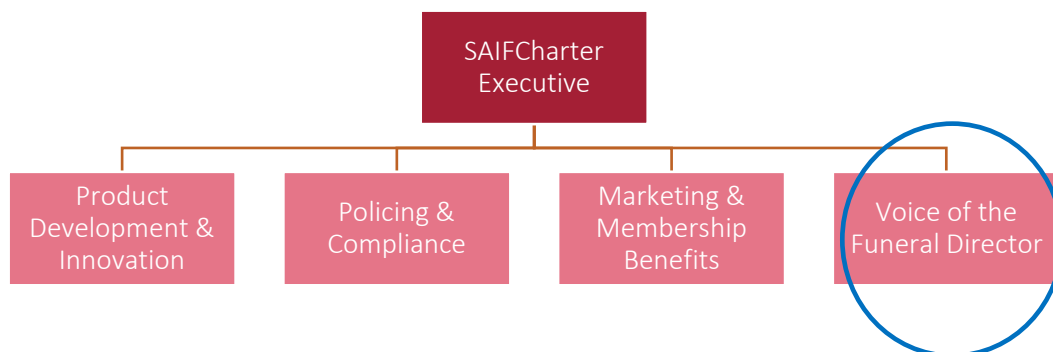 SAIFCharter
Executive
Product
Development &
Innovation
Policing &
Compliance
Marketing &
Membership
Benefits
Voice of the
Funeral Director